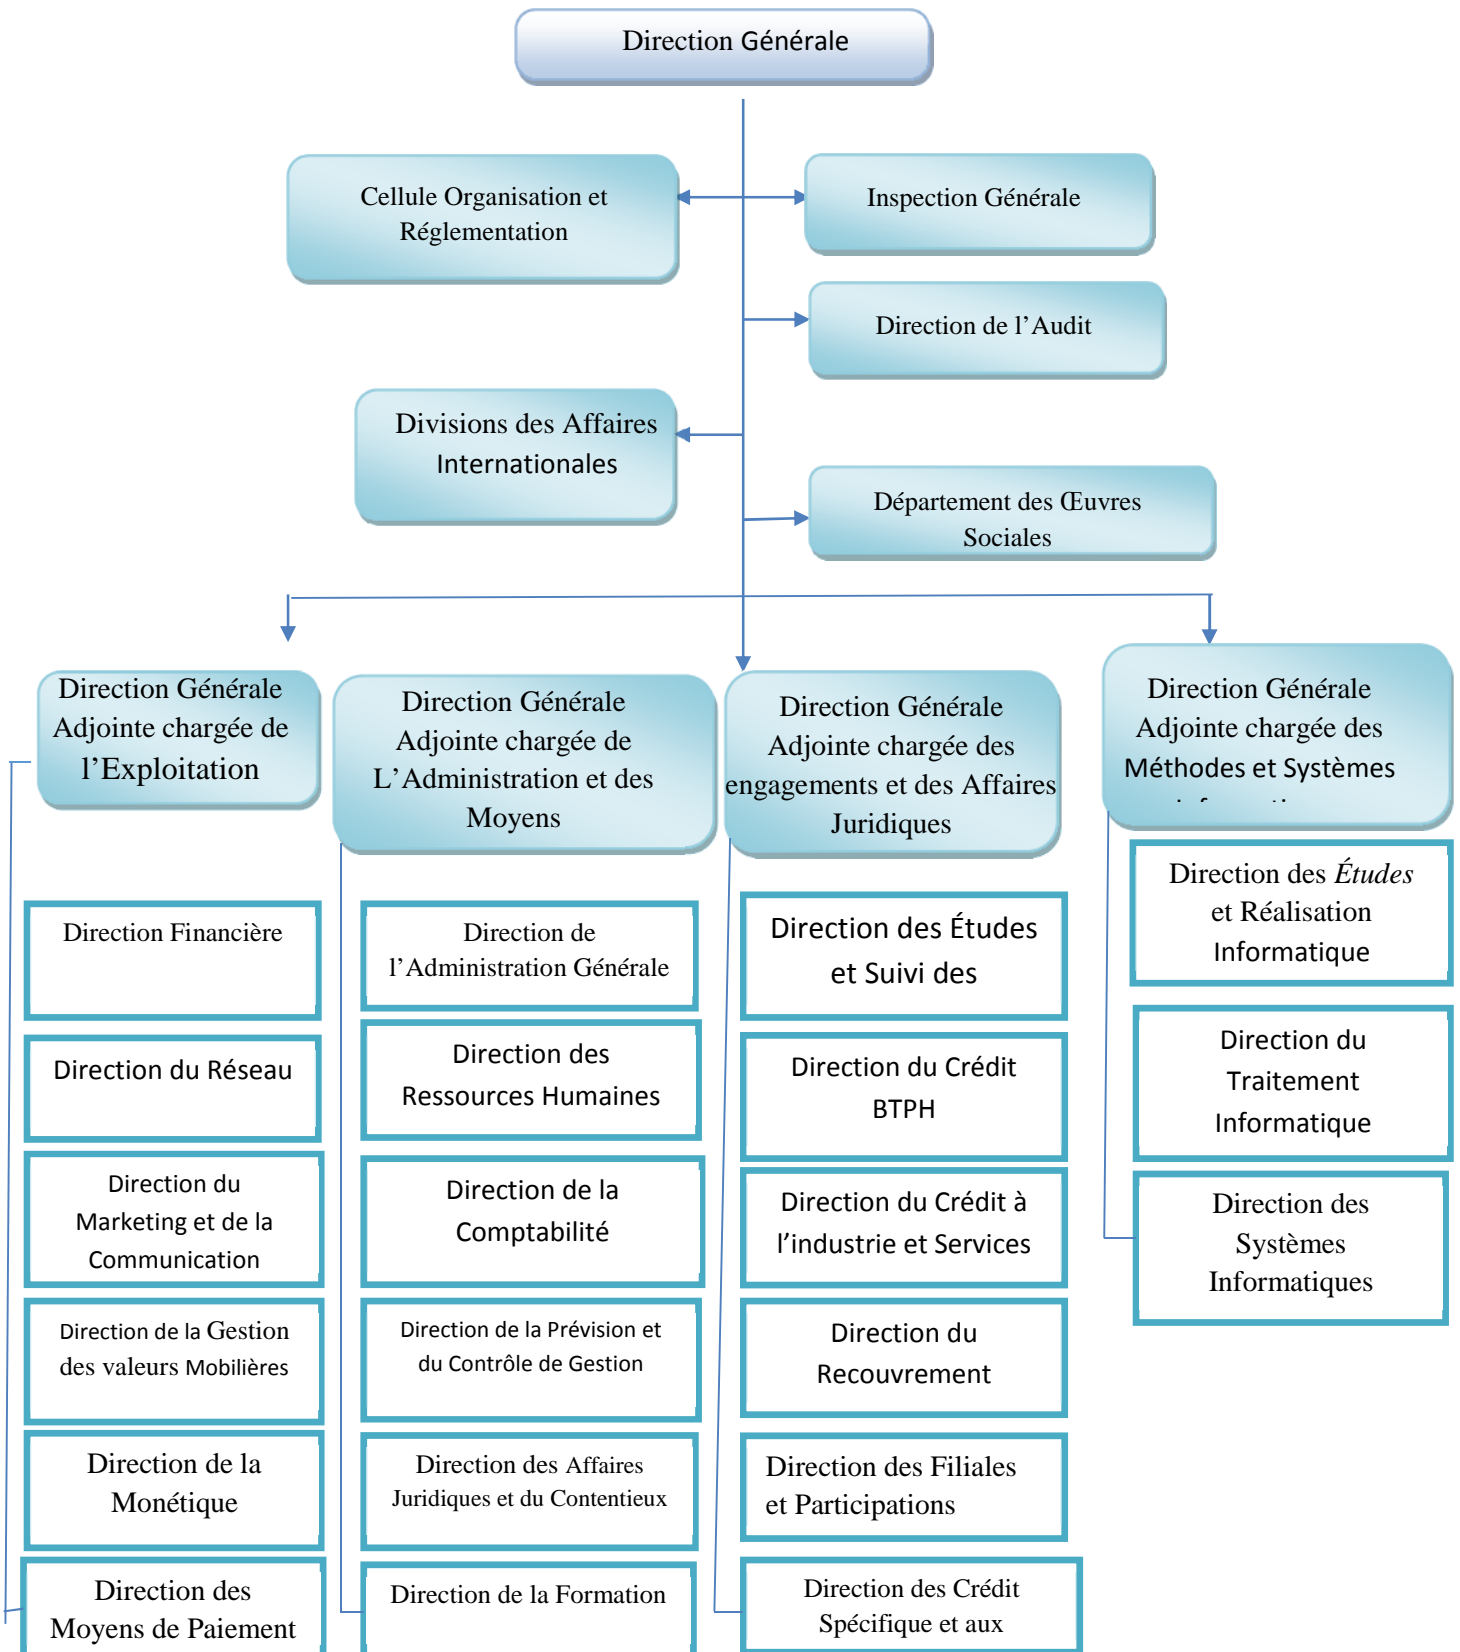 Direction Générale
Cellule Organisation et
Réglementation
Inspection Générale
Direction de l’Audit
Divisions des Affaires
Internationales
Département des Œuvres
Sociales
Direction Générale
Adjointe chargée de
l’Exploitation
Direction Générale
Adjointe chargée de
L’Administration et des
Moyens
Direction Générale
Adjointe chargée des
engagements et des Affaires
Juridiques
Direction Générale
Adjointe chargée des
Méthodes et Systèmes
Direction Financière
Direction du Réseau
Direction du
Marketing et de la
Communication
Direction de la Gestion
des valeurs Mobilières
Direction de la
Monétique
Direction des
Moyens de Paiement
Direction de
l’Administration Générale
Direction des
Ressources Humaines
Direction de la
Comptabilité
Direction de la Prévision et
du Contrôle de Gestion
Direction des Affaires
Juridiques et du Contentieux
Direction de la Formation
Direction des Études
et Suivi des
Direction du Crédit
BTPH
Direction du Crédit à
l’industrie et Services
Direction du
Recouvrement
Direction des Filiales
et Participations
Direction des Crédit
Spécifique et aux
Direction des Études
et Réalisation
Informatique
Direction du
Traitement
Informatique
Direction des
Systèmes
Informatiques